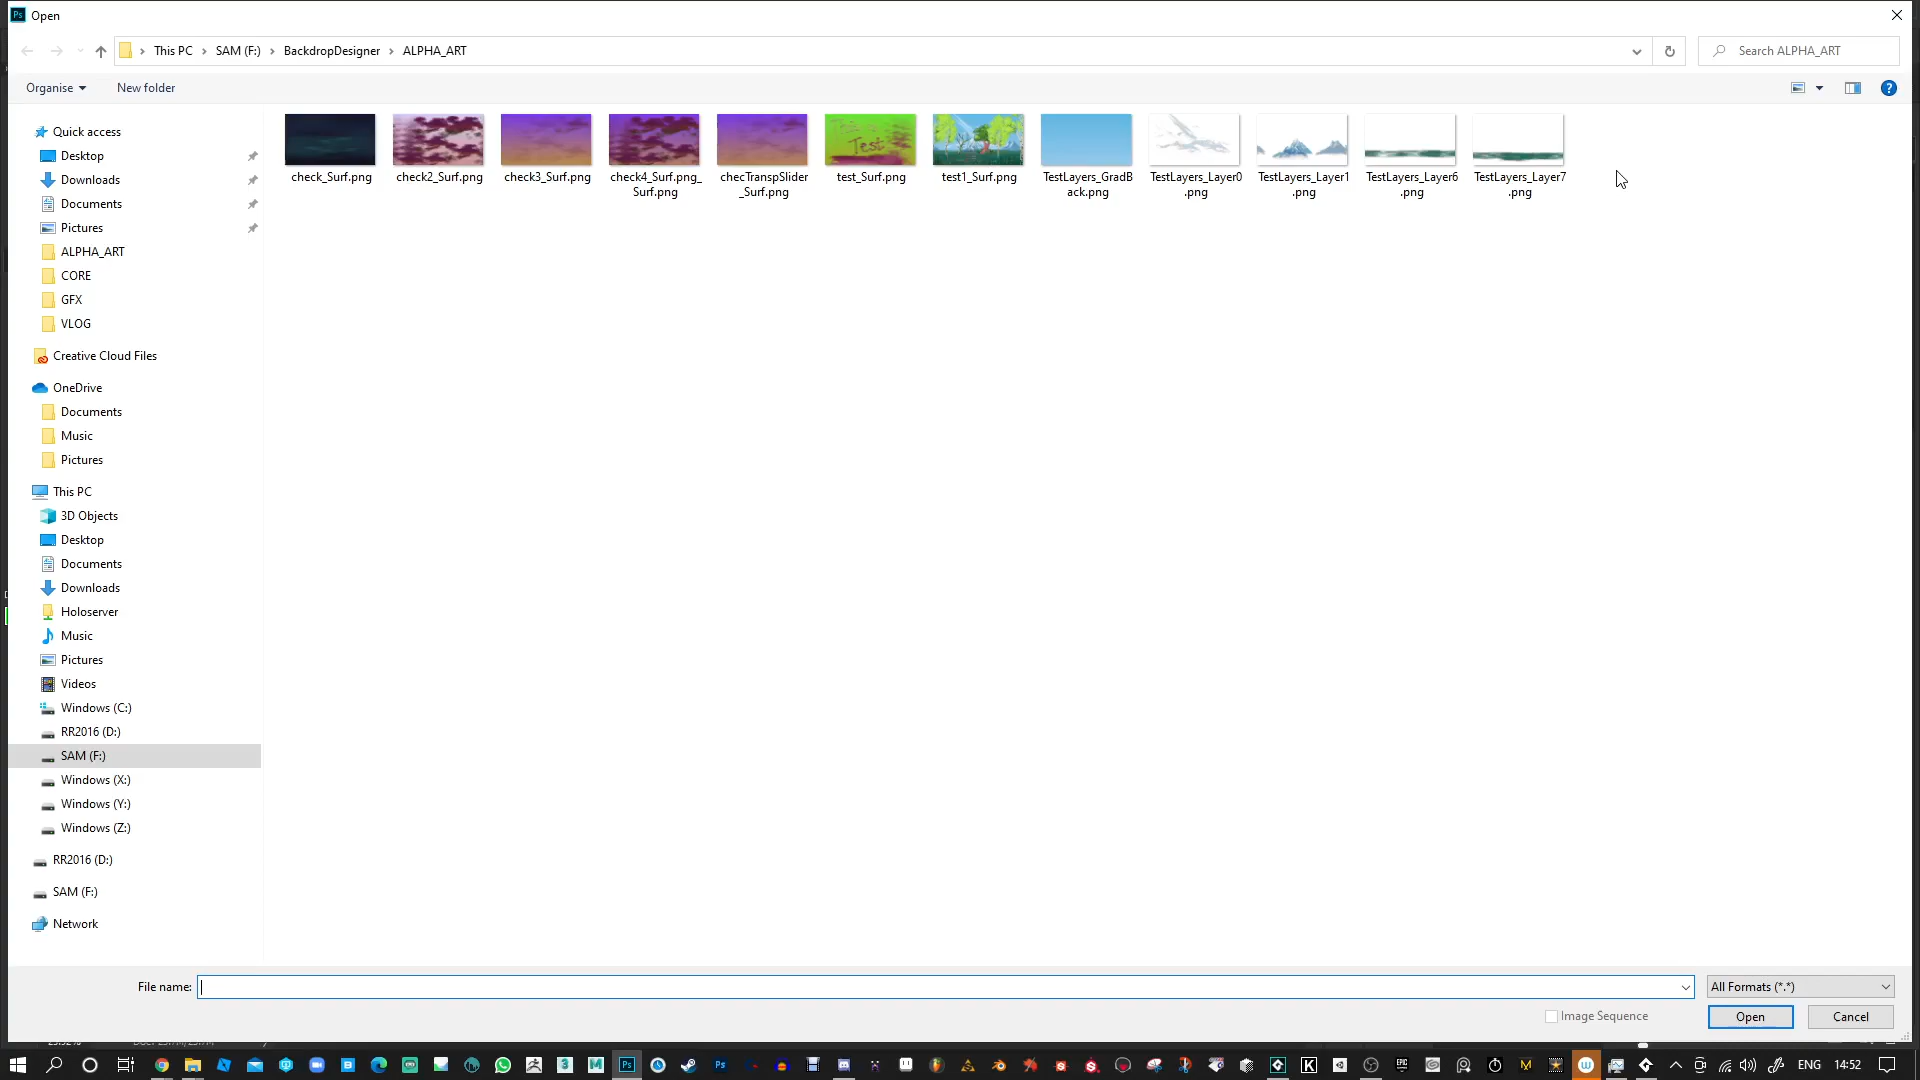 Ps Open
This PC SAM (F:) BackdropDesigner ALPHA_ART
Search ALPHA_ART
Organise New folder
Quick access
Desktop
Downloads
Documents
Pictures
ALPHA_ART
CORE
GFX
VLOG
Creative Cloud Files
OneDrive
Documents
Music
Pictures
This PC
3D Objects
Desktop
Documents
Downloads
Holoserver
Music
Pictures
Videos
Windows (C:)
RR2016 (D:)
SAM (F:)
Windows (X:)
Windows (Y:)
Windows (Z:)
RR2016 (D:)
SAM (F:)
Network
check_Surf.png
check2_Surf.png
check3_Surf.png
check4_Surf.png_
Surf.png
checTranspSlider
_Surf.png
Test
test_Surf.png
test1_Surf.png
TestLayers_GradB
ack.png
TestLayers_Layer0
.png
TestLayers_Layer1
.png
TestLayers_Layer6
.png
TestLayers_Layer7
.png
File name:
All Formats (*.*)
Image Sequence
Open
Cancel
ENG 14:52